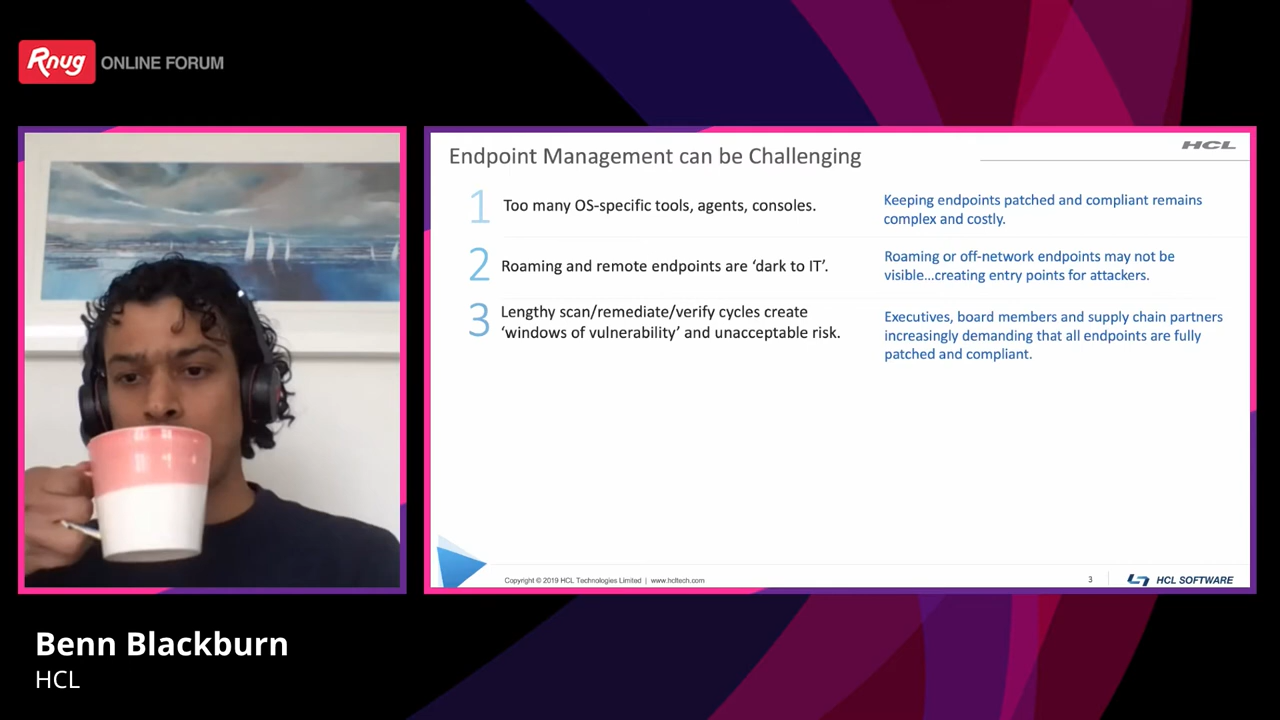 Rnug ONLINE FORUM
Endpoint Management can be Challenging
HCL
1 Too many OS-specific tools, agents, consoles.
Keeping endpoints patched and compliant remains
complex and costly.
2 Roaming and remote endpoints are ‘dark to IT’.
Roaming or off-network endpoints may not be
visible...creating entry points for attackers.
3 Lengthy scan/remediate/verify cycles create
‘windows of vulnerability’ and unacceptable risk.
Executives, board members and supply chain partners
increasingly demanding that all endpoints are fully
patched and compliant.
Copyright © 2019 HCL Technologies Limited | www.hcltech.com
3
HCL SOFTWARE
Benn Blackburn
HCL